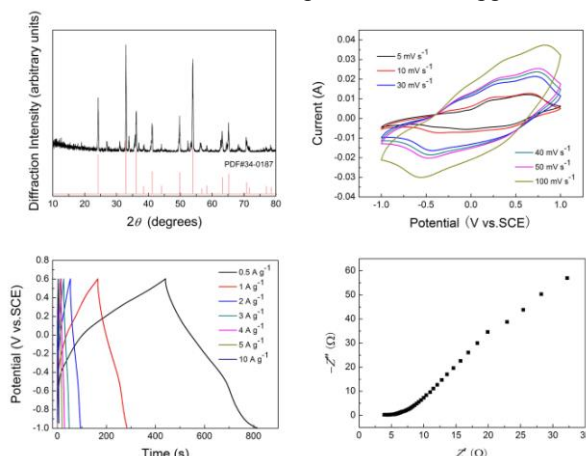 Diffraction Intensity (arbitrary units)
PDF#34-0187
10 20 30 40 50 60 70 80
2θ (degrees)
Current (A)
0.04
0.03
0.02
0.01
0.00
-0.01
-0.02
-0.03
-0.04
5 mV s⁻¹
10 mV s⁻¹
30 mV s⁻¹
40 mV s⁻¹
50 mV s⁻¹
100 mV s⁻¹
-1.0 -0.5 0.0 0.5 1.0
Potential (V vs.SCE)
Potential (V vs.SCE)
0.8
0.6
0.4
0.2
0.0
-0.2
-0.4
-0.6
-0.8
-1.0
0.5 A g⁻¹
1 A g⁻¹
2 A g⁻¹
3 A g⁻¹
4 A g⁻¹
5 A g⁻¹
10 A g⁻¹
0 200 400 600 800
Time (s)
-Z″ (Ω)
60
50
40
30
20
10
0
0 5 10 15 20 25 30 35
Z′ (Ω)